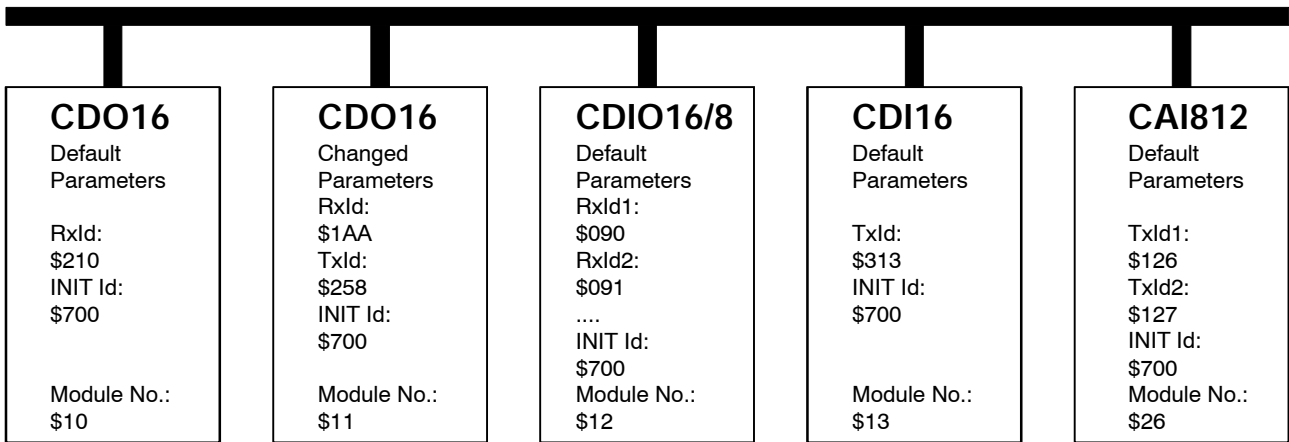 CDO16
Default
Parameters
RxId:
$210
INIT Id:
$700
Module No.:
$10
CDO16
Changed
Parameters
RxId:
$1AA
TxId:
$258
INIT Id:
$700
Module No.:
$11
CDIO16/8
Default
Parameters
RxId1:
$090
RxId2:
$091
....
INIT Id:
$700
Module No.:
$12
CDI16
Default
Parameters
TxId:
$313
INIT Id:
$700
Module No.:
$13
CAI812
Default
Parameters
TxId1:
$126
TxId2:
$127
INIT Id:
$700
Module No.:
$26